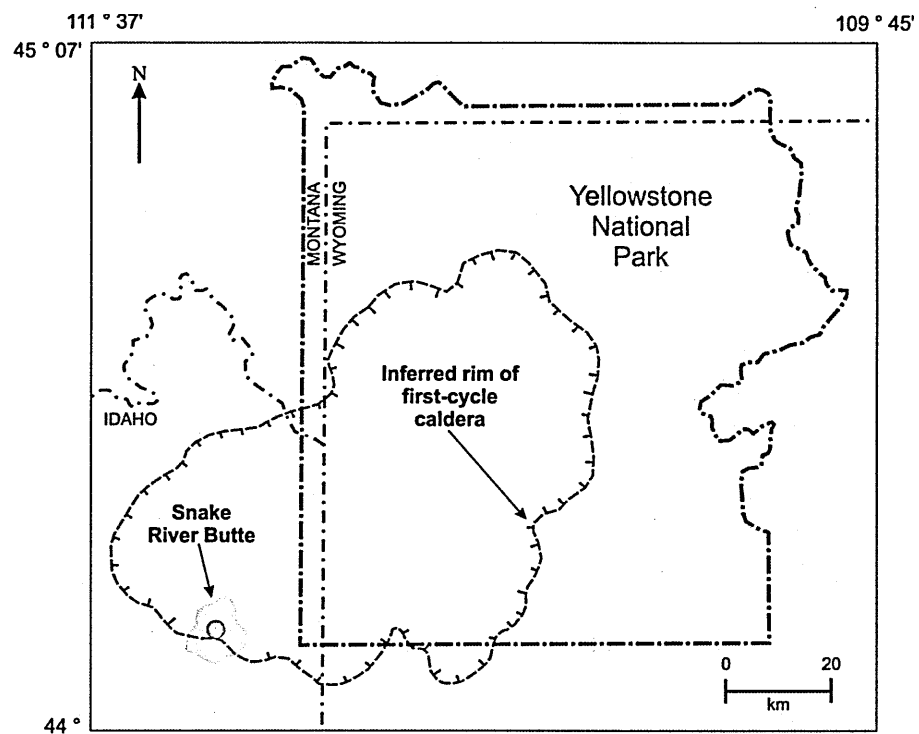 111 ° 37'
109 ° 45'
45 ° 07'
N
MONTANA
WYOMING
Yellowstone
National
Park
Inferred rim of
first-cycle
caldera
IDAHO
Snake
River Butte
0 20
km
44 °